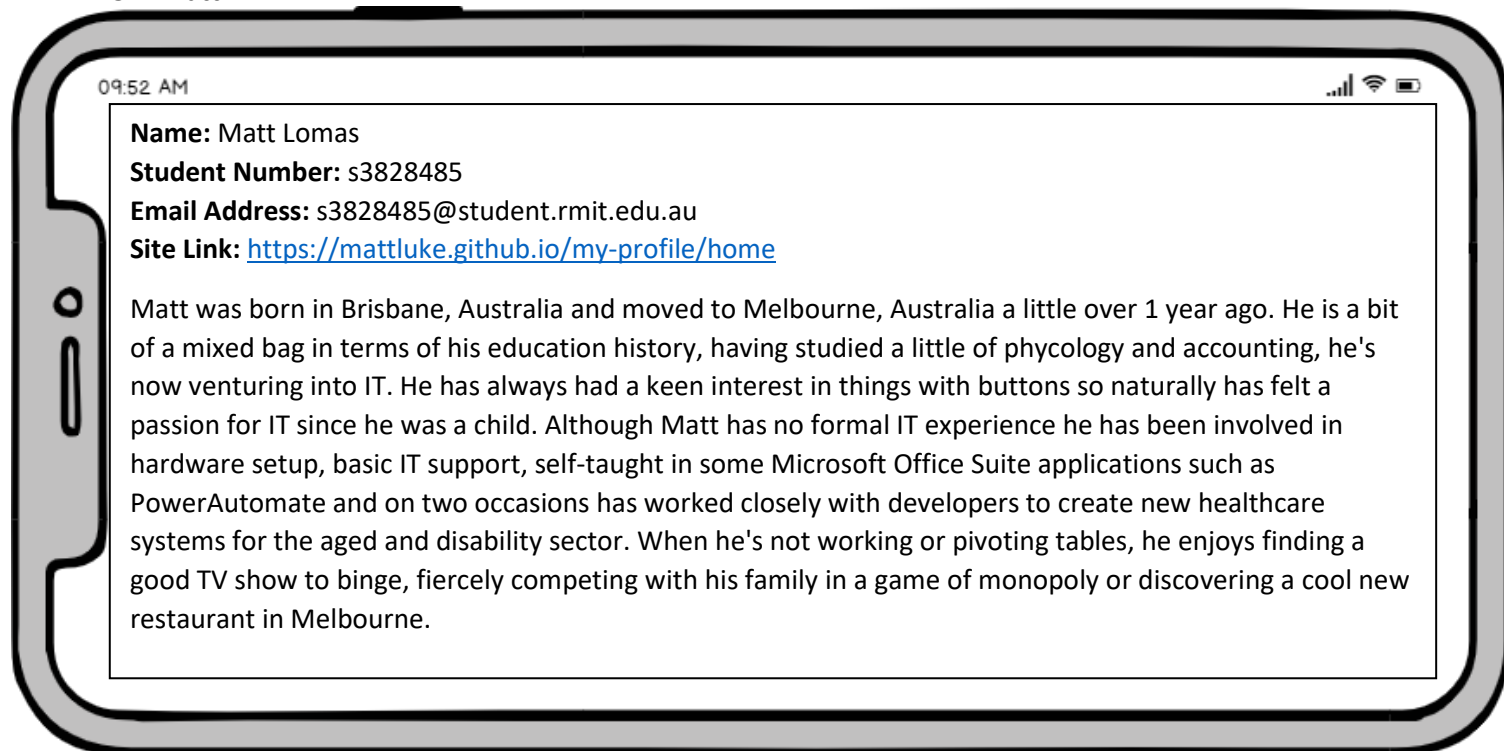 09:52 AM
Name: Matt Lomas
Student Number: s3828485
Email Address: s3828485@student.rmit.edu.au
Site Link: https://mattluke.github.io/my-profile/home
Matt was born in Brisbane, Australia and moved to Melbourne, Australia a little over 1 year ago. He is a bit
of a mixed bag in terms of his education history, having studied a little of phycology and accounting, he's
now venturing into IT. He has always had a keen interest in things with buttons so naturally has felt a
passion for IT since he was a child. Although Matt has no formal IT experience he has been involved in
hardware setup, basic IT support, self-taught in some Microsoft Office Suite applications such as
PowerAutomate and on two occasions has worked closely with developers to create new healthcare
systems for the aged and disability sector. When he's not working or pivoting tables, he enjoys finding a
good TV show to binge, fiercely competing with his family in a game of monopoly or discovering a cool new
restaurant in Melbourne.